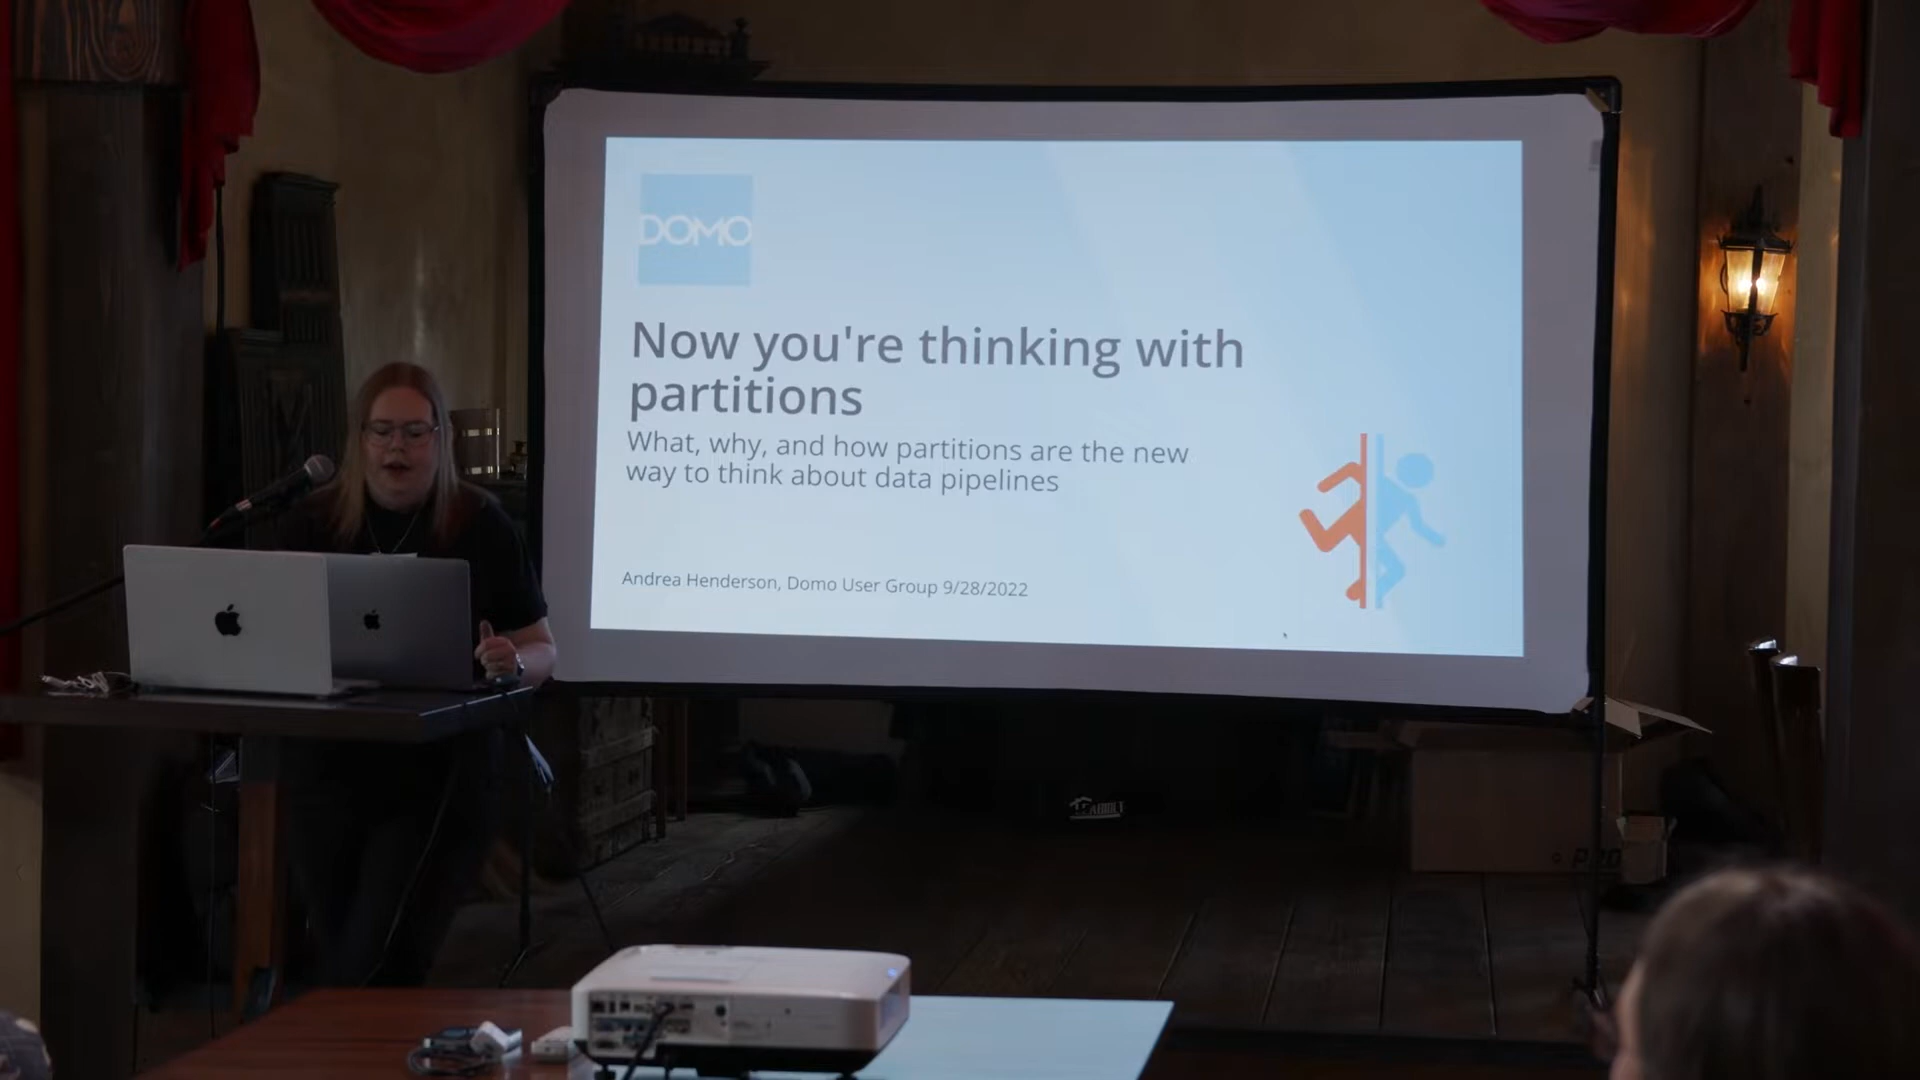 DOMO
Now you're thinking with
partitions
What, why, and how partitions are the new
way to think about data pipelines
Andrea Henderson, Domo User Group 9/28/2022